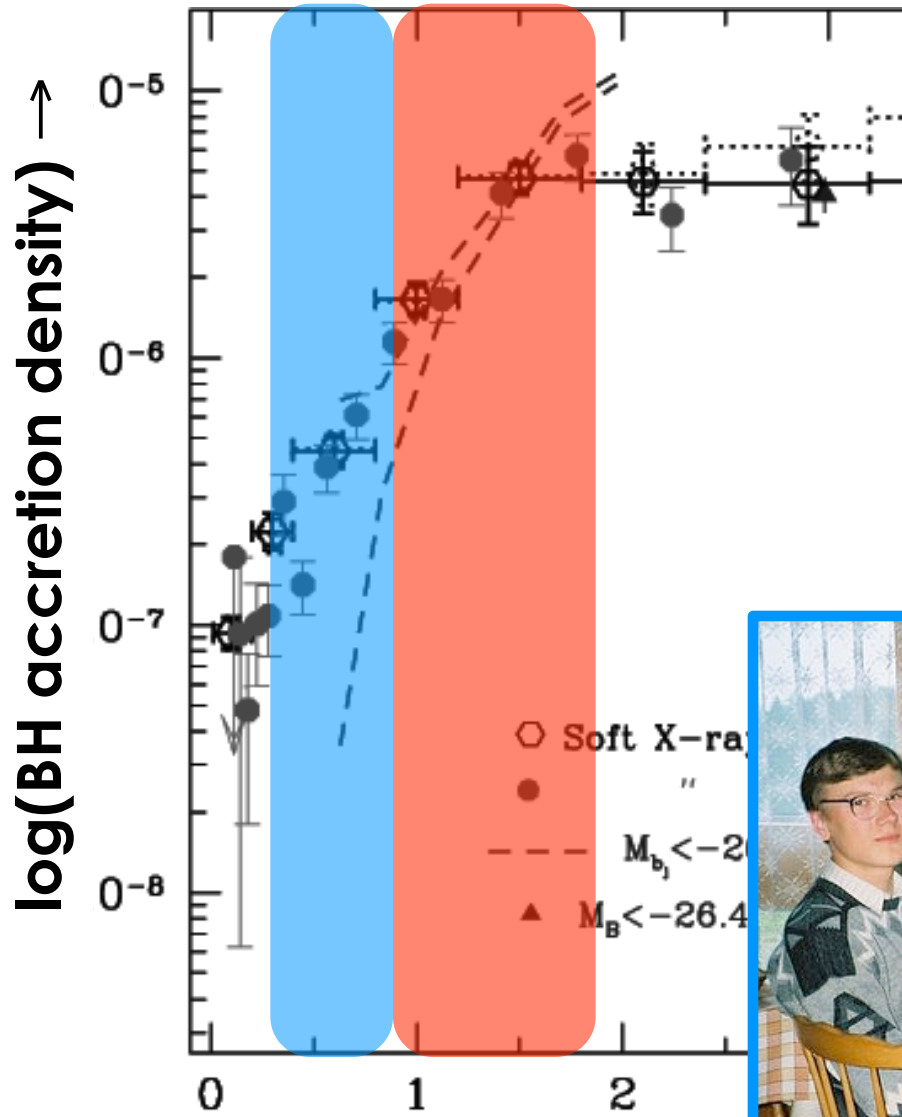 log(BH accretion density) →
0⁻⁵
0⁻⁶
0⁻⁷
0⁻⁸
Soft X-ray
"
M_bJ<-2
M_B<-26.4
0 1 2